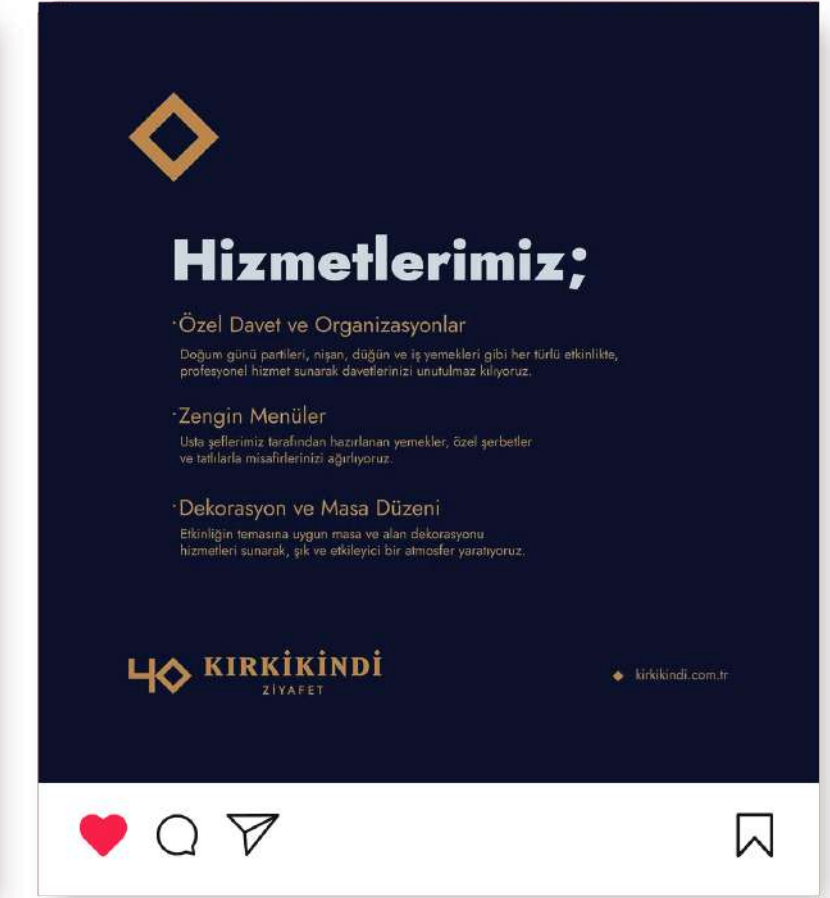 Hizmetlerimiz;
·Özel Davet ve Organizasyonlar
Doğum günü partileri, nişan, düğün ve iş yemekleri gibi her türlü etkinlikte,
profesyonel hizmet sunarak davetlerinizi unutulmaz kılıyoruz.
·Zengin Menüler
Usta şeflerimiz tarafından hazırlanan yemekler, özel şerbetler
ve tatlılarla misafirlerinizi ağırlıyoruz.
·Dekorasyon ve Masa Düzeni
Etkinliğin temasına uygun masa ve alan dekorasyonu
hizmetleri sunarak, şık ve etkileyici bir atmosfer yaratıyoruz.
40 KIRKİKİNDİ
ZİYAFET
kirkikindi.com.tr